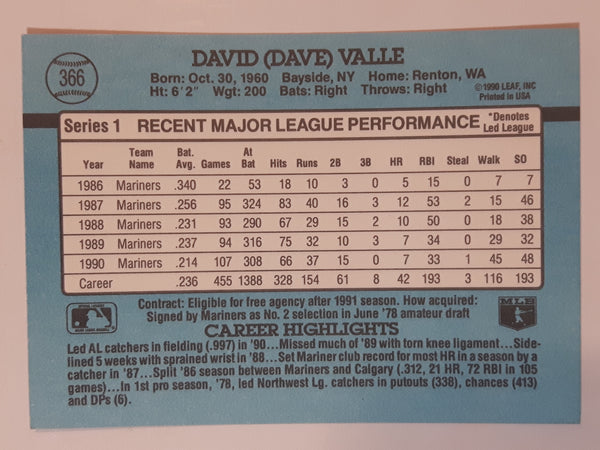 366
DAVID (DAVE) VALLE
Born: Oct. 30, 1960 Bayside, NY Home: Renton, WA
Ht: 6'2" Wgt: 200 Bats: Right Throws: Right
©1990 LEAF, INC
Printed in USA
Series 1 RECENT MAJOR LEAGUE PERFORMANCE *Denotes Led League
Year Team Name Bat. Avg. Games At Bat Hits Runs 2B 3B HR RBI Steal Walk SO
1986 Mariners .340 22 53 18 10 3 0 5 15 0 7 7
1987 Mariners .256 95 324 83 40 16 3 12 53 2 15 46
1988 Mariners .231 93 290 67 29 15 2 10 50 0 18 38
1989 Mariners .237 94 316 75 32 10 3 7 34 0 29 32
1990 Mariners .214 107 308 66 37 15 0 7 33 1 45 48
Career .236 455 1388 328 154 61 8 42 193 3 116 193
Contract: Eligible for free agency after 1991 season. How acquired:
Signed by Mariners as No. 2 selection in June '78 amateur draft
CAREER HIGHLIGHTS
MLB
Led AL catchers in fielding (.997) in '90...Missed much of '89 with torn knee ligament...Side-
lined 5 weeks with sprained wrist in '88...Set Mariner club record for most HR in a season by a
catcher in '87...Split '86 season between Mariners and Calgary (.312, 21 HR, 72 RBI in 105
games)...In 1st pro season, '78, led Northwest Lg. catchers in putouts (338), chances (413)
and DPs (6).